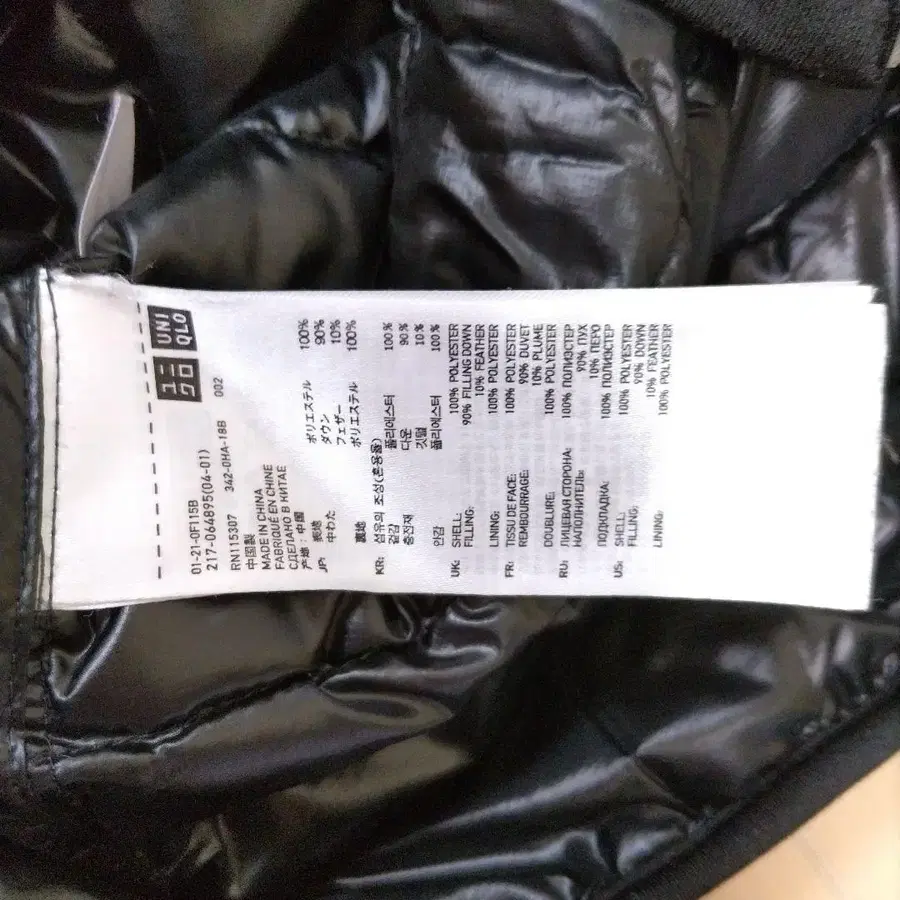 ユニ
クロ
UNI
QLO
01-21-0F115B
217-064895(04-01)
RN115307 342-0HA-18B 002
中国製
MADE IN CHINA
FABRIQUÉ EN CHINE
СДЕЛАНО В КИТАЕ
产地: 中国
JP: 表地 ポリエステル 100%
中わた ダウン 90%
フェザー 10%
裏地 ポリエステル 100%
KR: 섬유의 조성(혼용율)
겉감 폴리에스터 100%
충전재 다운 90%
깃털 10%
안감 폴리에스터 100%
UK: SHELL: 100% POLYESTER
FILLING: 90% FILLING DOWN
10% FEATHER
LINING: 100% POLYESTER
FR: TISSU DE FACE: 100% POLYESTER
REMBOURRAGE: 90% DUVET
10% PLUME
DOUBLURE: 100% POLYESTER
RU: ЛИЦЕВАЯ СТОРОНА: 100% ПОЛИЭСТЕР
НАПОЛНИТЕЛЬ: 90% ПУХ
10% ПЕРО
ПОДКЛАДКА: 100% ПОЛИЭСТЕР
US: SHELL: 100% POLYESTER
FILLING: 90% DOWN
10% FEATHER
LINING: 100% POLYESTER